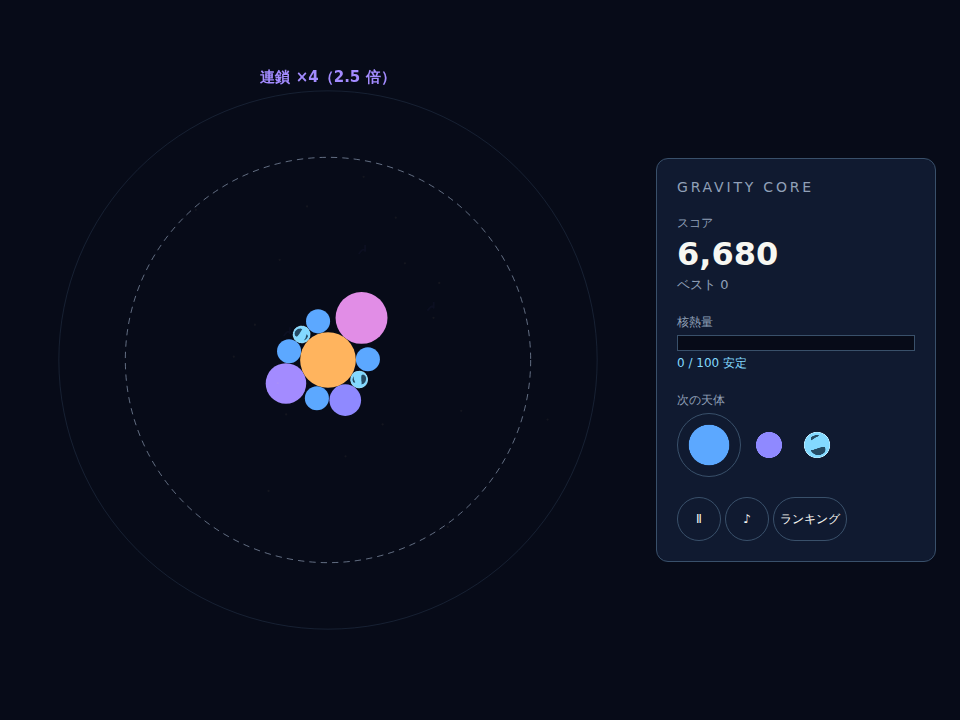 連鎖 ×4（2.5 倍）
GRAVITY CORE
スコア
6,680
ベスト 0
核熱量
0 / 100 安定
次の天体
Ⅱ ♪ ランキング